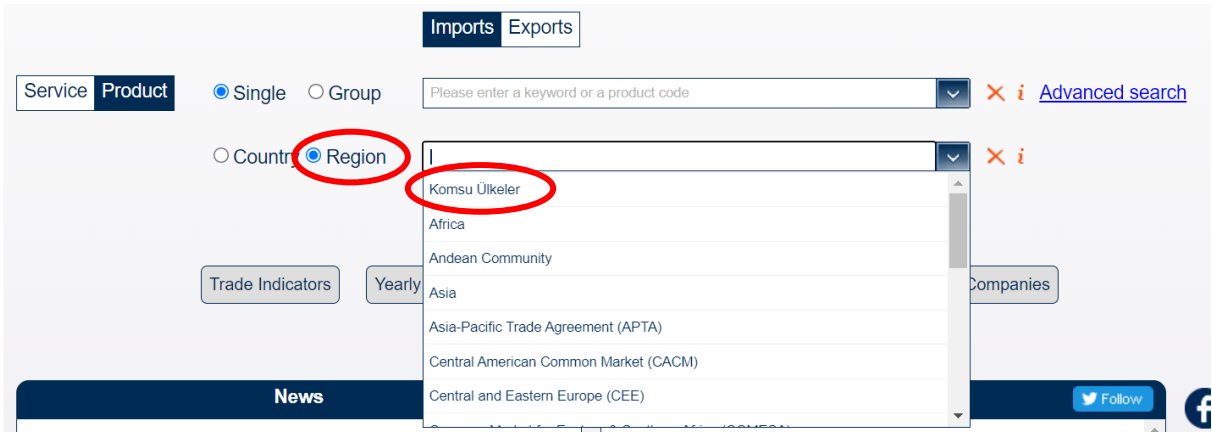 Imports Exports
Service Product Single Group Please enter a keyword or a product code Advanced search
Country Region
Komsu Ülkeler
Africa
Andean Community
Trade Indicators Yearly Companies
Asia
Asia-Pacific Trade Agreement (APTA)
Central American Common Market (CACM)
News Central and Eastern Europe (CEE) Follow